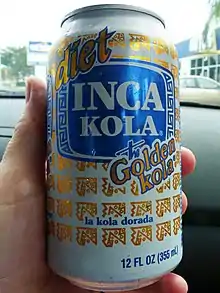 diet
INCA
KOLA
the Golden
kola
la kola dorada
12 FL OZ (355 mL)